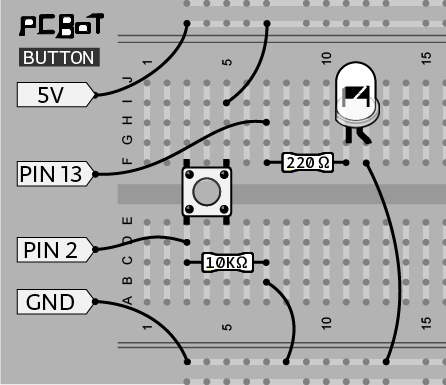 PCBOT
BUTTON
5V
PIN 13
PIN 2
GND
1 5 10 15
J
I
H
G
F
220 Ω
E
D
C
B
A
10KΩ
1 5 10 15